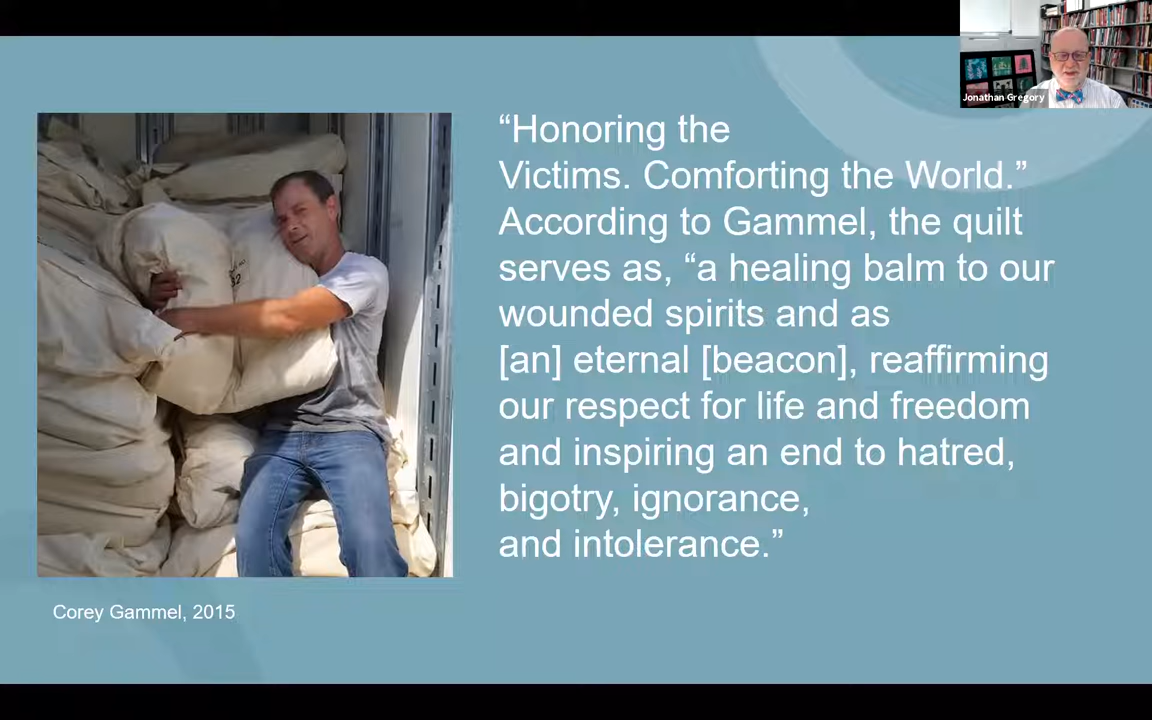 Jonathan Gregory
“Honoring the
Victims. Comforting the World.”
According to Gammel, the quilt
serves as, “a healing balm to our
wounded spirits and as
[an] eternal [beacon], reaffirming
our respect for life and freedom
and inspiring an end to hatred,
bigotry, ignorance,
and intolerance.”
Corey Gammel, 2015